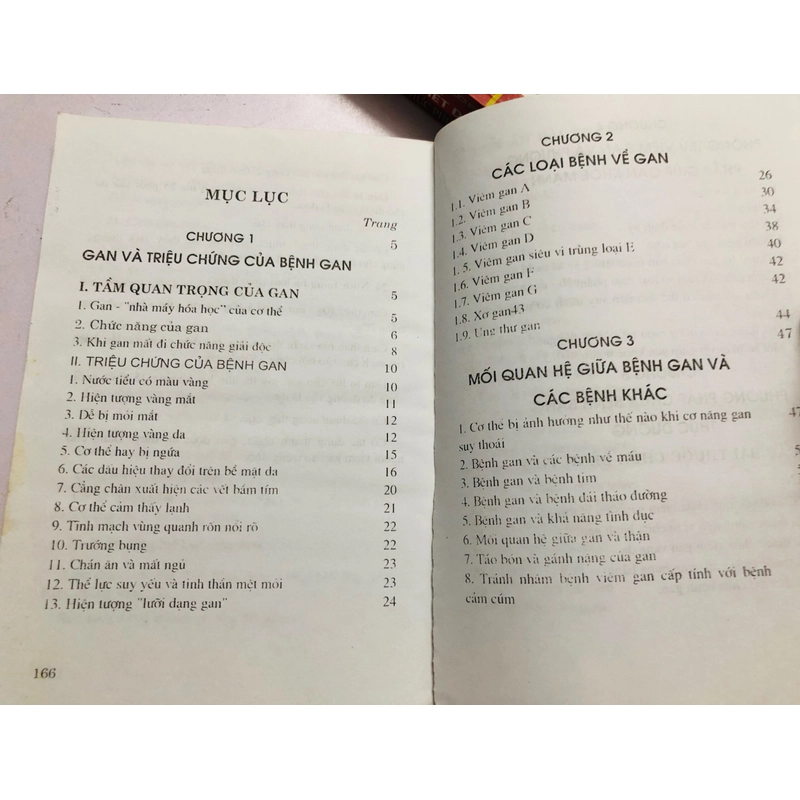 MỤC LỤC
Trang
CHƯƠNG 1 5
GAN VÀ TRIỆU CHỨNG CỦA BỆNH GAN
I. TẦM QUAN TRỌNG CỦA GAN 5
1. Gan - "nhà mấy hóa học" của cơ thể 5
2. Chức năng của gan 6
3. Khi gan mất đi chức năng giải độc 8
II. TRIỆU CHỨNG CỦA BỆNH GAN 10
1. Nước tiểu có màu vàng 10
2. Hiện tượng vàng mắt 11
3. Dễ bị mỏi mắt 12
4. Hiện tượng vàng da 12
5. Cơ thể hay bị ngứa 15
6. Các dấu hiệu thay đổi trên bề mặt da 16
7. Cẳng chân xuất hiện các vết bầm tím 20
8. Cơ thể cảm thấy lạnh 21
9. Tĩnh mạch vùng quanh rốn nổi rõ 22
10. Trướng bụng 22
11. Chán ăn và mất ngủ 23
12. Thể lực suy yếu và tinh thần mệt mỏi 23
13. Hiện tượng "lưỡi dạng gan" 24
166
CHƯƠNG 2
CÁC LOẠI BỆNH VỀ GAN
1.1. Viêm gan A 26
1.2. Viêm gan B 30
1.3. Viêm gan C 34
1.4. Viêm gan D 38
1. 5. Viêm gan siêu vi trùng loại E 40
1.6. Viêm gan F 42
1.7. Viêm gan G 42
1.8. Xơ gan43 44
1.9. Ung thư gan 47
CHƯƠNG 3
MỐI QUAN HỆ GIỮA BỆNH GAN VÀ
CÁC BỆNH KHÁC
1. Cơ thể bị ảnh hưởng như thế nào khi cơ năng gan 47
suy thoái
2. Bệnh gan và các bệnh về máu
3. Bệnh gan và bệnh tim
4. Bệnh gan và bệnh đái tháo đường
5. Bệnh gan và khả năng tình dục
6. Mối quan hệ giữa gan và thận
7. Táo bón và gánh nặng của gan
8. Tránh nhầm bệnh viêm gan cấp tính với bệnh
cảm cúm